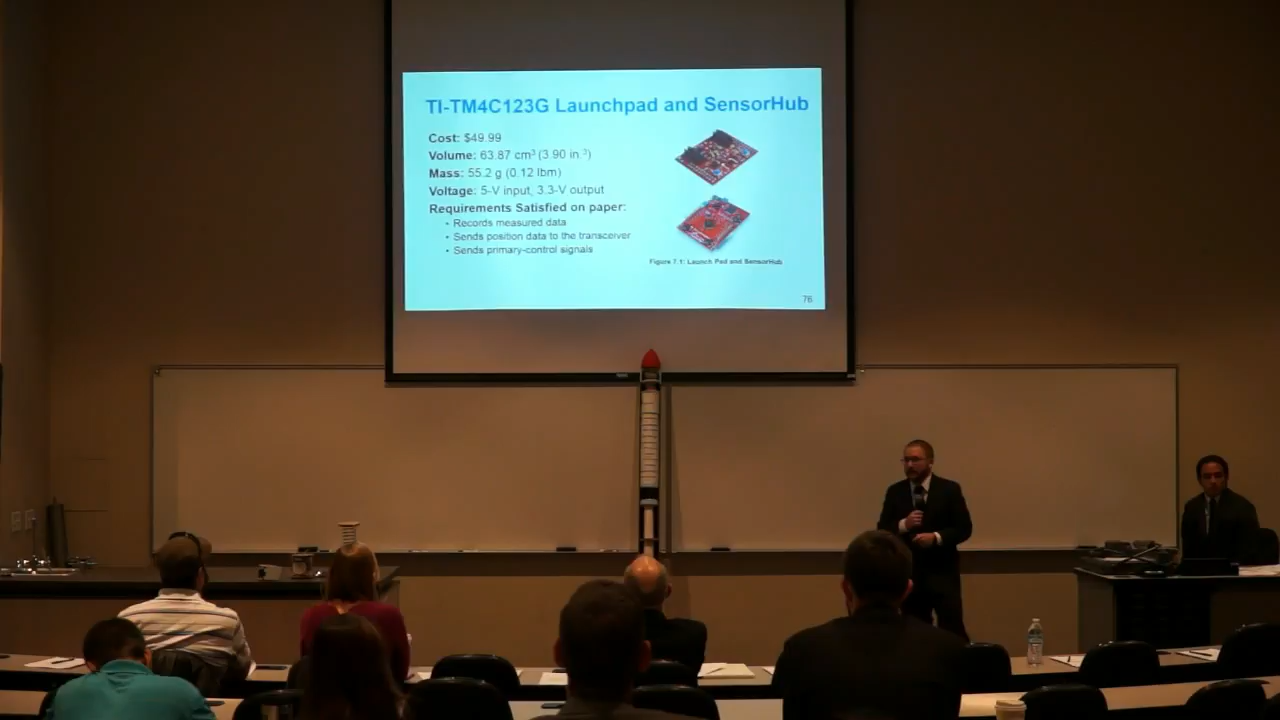 TI-TM4C123G Launchpad and SensorHub
Cost: $49.99
Volume: 63.87 cm³ (3.90 in.³)
Mass: 55.2 g (0.12 lbm)
Voltage: 5-V input, 3.3-V output
Requirements Satisfied on paper:
• Records measured data
• Sends position data to the transceiver
• Sends primary-control signals
Figure 7.1: Launch Pad and SensorHub
76